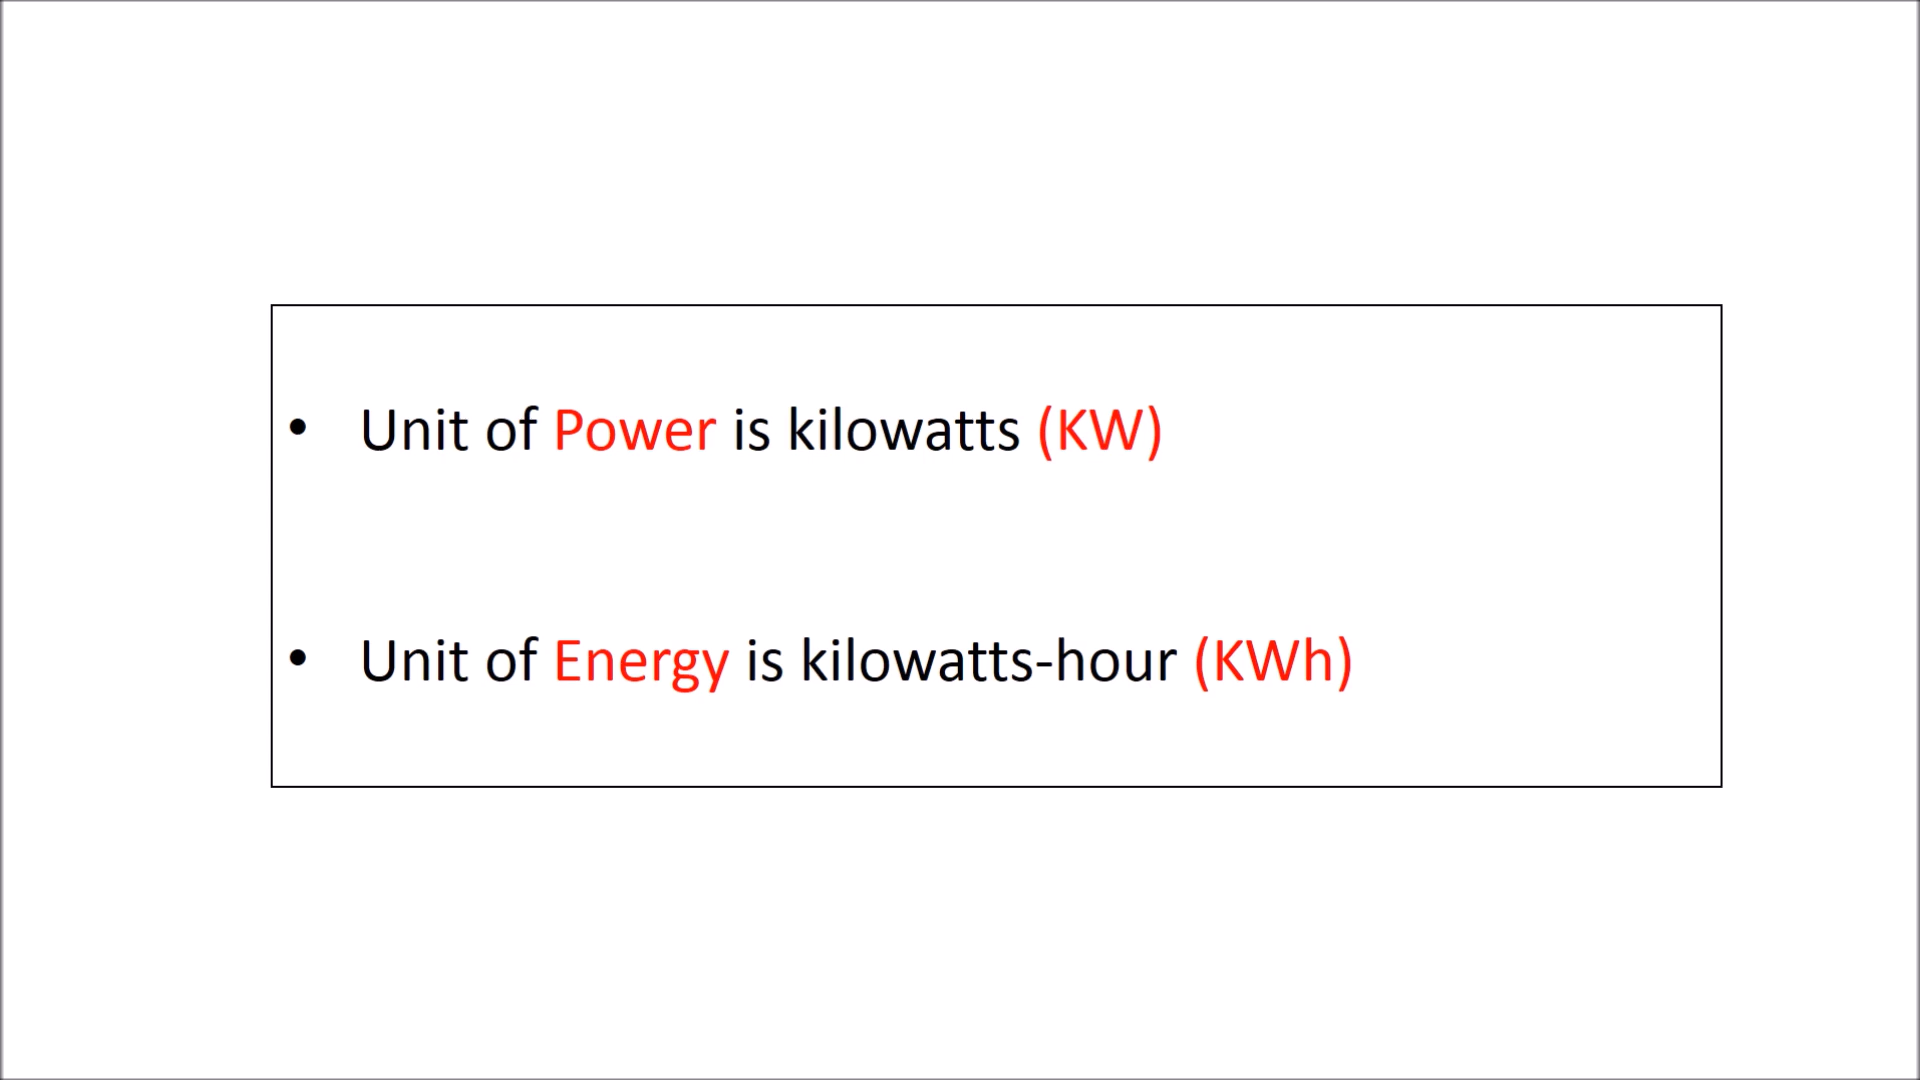 • Unit of Power is kilowatts (KW)
• Unit of Energy is kilowatts-hour (KWh)